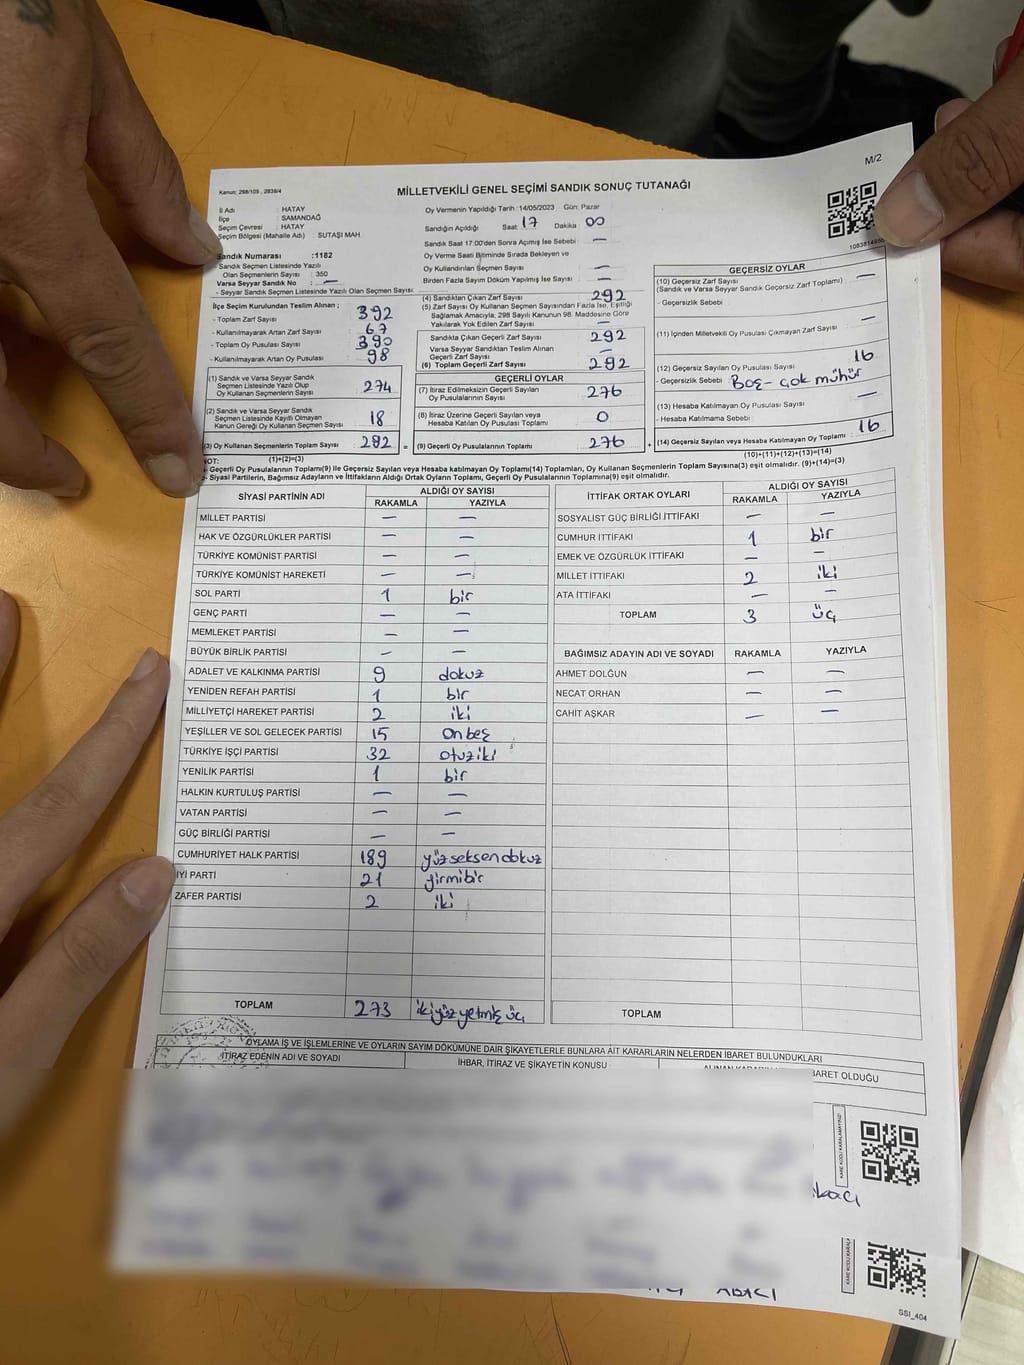 M/2
Kanun: 298/105 , 2839/4
MİLLETVEKİLİ GENEL SEÇİMİ SANDIK SONUÇ TUTANAĞI
İl Adı : HATAY
İlçe : SAMANDAĞ
Seçim Çevresi : HATAY
Seçim Bölgesi (Mahalle Adı) : SUTAŞI MAH.
Sandık Numarası :1182
- Sandık Seçmen Listesinde Yazılı
Olan Seçmenlerin Sayısı : 350
Varsa Seyyar Sandık No : —
- Seyyar Sandık Seçmen Listesinde Yazılı Olan Seçmen Sayısı:
Oy Vermenin Yapıldığı Tarih :14/05/2023 Gün: Pazar
Sandığın Açıldığı Saat : 17 Dakika : 00
Sandık Saat 17:00'den Sonra Açılmış İse Sebebi : —
Oy Verme Saati Bitiminde Sırada Bekleyen ve
Oy Kullandırılan Seçmen Sayısı : —
Birden Fazla Sayım Döküm Yapılmış İse Sayısı : —
İlçe Seçim Kurulundan Teslim Alınan ;
- Toplam Zarf Sayısı : 392
- Kullanılmayarak Artan Zarf Sayısı : 67
- Toplam Oy Pusulası : 390
- Kullanılmayarak Artan Oy Pusulası : 98
(1) Sandık ve Varsa Seyyar Sandık
Seçmen Listesinde Yazılı Olup
Oy Kullanan Seçmenlerin Sayısı : 274
(2) Sandık ve Varsa Seyyar Sandık
Seçmen Listesinde Kayıtlı Olmayan
Kanun Gereği Oy Kullanan Seçmen Sayısı : 18
(3) Oy Kullanan Seçmenlerin Toplam Sayısı : 292 =
(1)+(2)=(3)
(4) Sandıktan Çıkan Zarf Sayısı : 292
(5) Zarf Sayısı Oy Kullanan Seçmen Sayısından Fazla İse, Eşitliği
Sağlamak Amacıyla, 298 Sayılı Kanunun 98. Maddesine Göre
Yakılarak Yok Edilen Zarf Sayısı : —
Sandıkta Çıkan Geçerli Zarf Sayısı : 292
Varsa Seyyar Sandıktan Teslim Alınan
Geçerli Zarf Sayısı : —
(6) Toplam Geçerli Zarf Sayısı : 292
GEÇERLİ OYLAR
(7) İtiraz Edilmeksizin Geçerli Sayılan
Oy Pusulasının Sayısı : 276
(8) İtiraz Üzerine Geçerli Sayılan veya
Hesaba Katılan Oy Pusulası Toplamı : 0
(9) Geçerli Oy Pusulalarının Toplamı : 276 +
GEÇERSİZ OYLAR
(10) Geçersiz Zarf Sayısı : —
(Sandık ve Varsa Seyyar Sandık Geçersiz Zarf Toplamı)
- Geçersizlik Sebebi :
(11) İçinden Milletvekili Oy Pusulası Çıkmayan Zarf Sayısı : —
(12) Geçersiz Sayılan Oy Pusulası Sayısı : 16
- Geçersizlik Sebebi : Boş - çok mühür
(13) Hesaba Katılmayan Oy Pusulası Sayısı : —
- Hesaba Katılmama Sebebi :
(14) Geçersiz Sayılan veya Hesaba Katılmayan Oy Toplamı : 16
(10)+(11)+(12)+(13)=(14)
NOT:
- Geçerli Oy Pusulalarının Toplamı(9) ile Geçersiz Sayılan veya Hesaba katılmayan Oy Toplamı(14) Toplamları, Oy Kullanan Seçmenlerin Toplam Sayısına(3) eşit olmalıdır. (9)+(14)=(3)
- Siyasi Partilerin, Bağımsız Adayların ve İttifakların Aldığı Ortak Oyların Toplamı, Geçerli Oy Pusulalarının Toplamına(9) eşit olmalıdır.
SİYASİ PARTİNİN ADI ALDIĞI OY SAYISI
RAKAMLA YAZIYLA
MİLLET PARTİSİ — —
HAK VE ÖZGÜRLÜKLER PARTİSİ — —
TÜRKİYE KOMÜNİST PARTİSİ — —
TÜRKİYE KOMÜNİST HAREKETİ — —
SOL PARTİ 1 bir
GENÇ PARTİ — —
MEMLEKET PARTİSİ — —
BÜYÜK BİRLİK PARTİSİ — —
ADALET VE KALKINMA PARTİSİ 9 dokuz
YENİDEN REFAH PARTİSİ 1 bir
MİLLİYETÇİ HAREKET PARTİSİ 2 iki
YEŞİLLER VE SOL GELECEK PARTİSİ 15 onbeş
TÜRKİYE İŞÇİ PARTİSİ 32 otuziki
YENİLİK PARTİSİ 1 bir
HALKIN KURTULUŞ PARTİSİ — —
VATAN PARTİSİ — —
GÜÇ BİRLİĞİ PARTİSİ — —
CUMHURİYET HALK PARTİSİ 189 yüzseksendokuz
İYİ PARTİ 21 yirmibir
ZAFER PARTİSİ 2 iki
TOPLAM 273 ikiyüzyetmişüç
İTTİFAK ORTAK OYLARI ALDIĞI OY SAYISI
RAKAMLA YAZIYLA
SOSYALİST GÜÇ BİRLİĞİ İTTİFAKI — —
CUMHUR İTTİFAKI 1 bir
EMEK VE ÖZGÜRLÜK İTTİFAKI — —
MİLLET İTTİFAKI 2 iki
ATA İTTİFAKI — —
TOPLAM 3 üç
BAĞIMSIZ ADAYIN ADI VE SOYADI RAKAMLA YAZIYLA
AHMET DOLĞUN — —
NECAT ORHAN — —
CAHİT AŞKAR — —
TOPLAM
OYLAMA İŞ VE İŞLEMLERİNE VE OYLARIN SAYIM DÖKÜMÜNE DAİR ŞİKAYETLERLE BUNLARA AİT KARARLARIN NELERDEN İBARET BULUNDUKLARI
İTİRAZ EDENİN ADI VE SOYADI İHBAR, İTİRAZ VE ŞİKAYETİN KONUSU BARET OLDUĞU
KARE KODU KARALAMAYINIZ!
ABACI
SSI_404